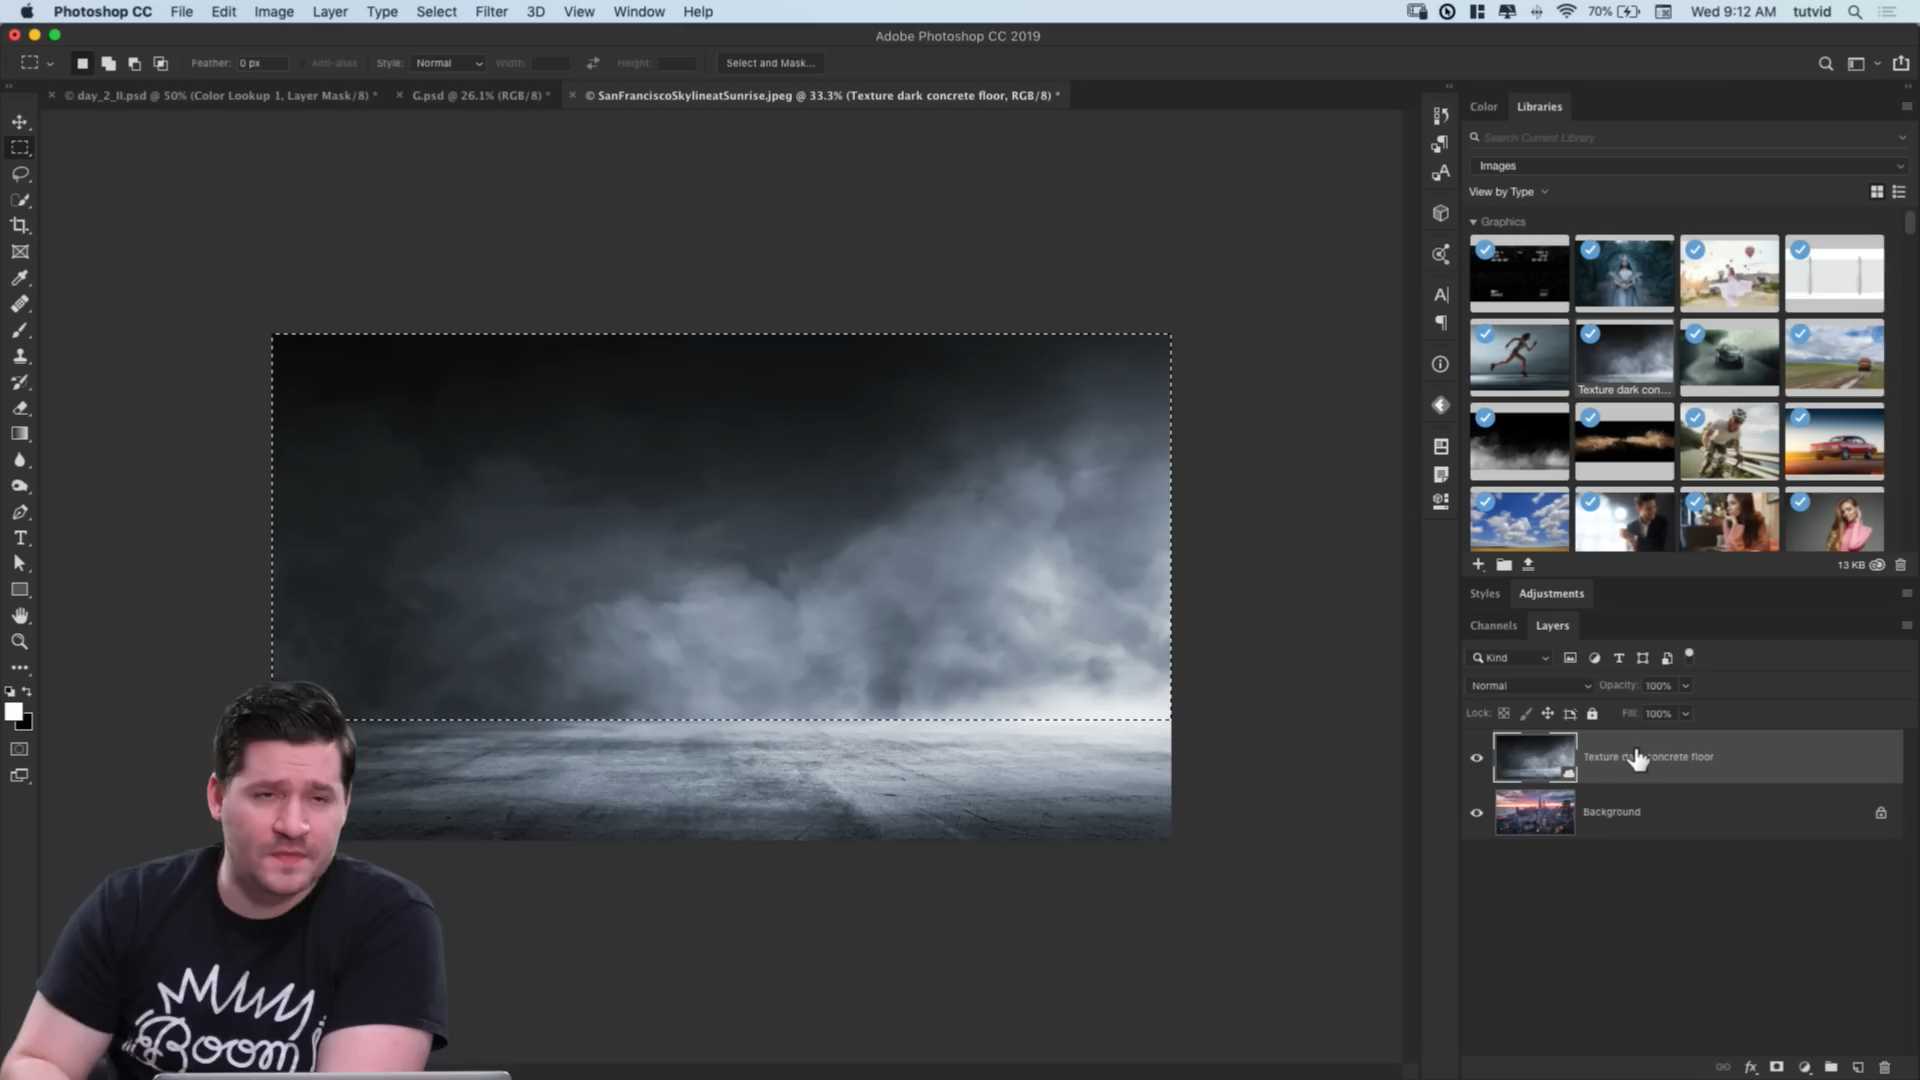 Photoshop CC File Edit Image Layer Type Select Filter 3D View Window Help
70% Wed 9:12 AM tutvid
Adobe Photoshop CC 2019
Feather: 0 px Anti-alias Style: Normal Width: Height: Select and Mask...
© day_2_II.psd @ 50% (Color Lookup 1, Layer Mask/8) *
G.psd @ 26.1% (RGB/8) *
© SanFranciscoSkylineatSunrise.jpeg @ 33.3% (Texture dark concrete floor, RGB/8) *
Color Libraries
Search Current Library
Images
View by Type
Graphics
Texture dark con...
13 KB
Styles Adjustments
Channels Layers
Kind
Normal Opacity: 100%
Lock: Fill: 100%
Texture da concrete floor
Background
Boom